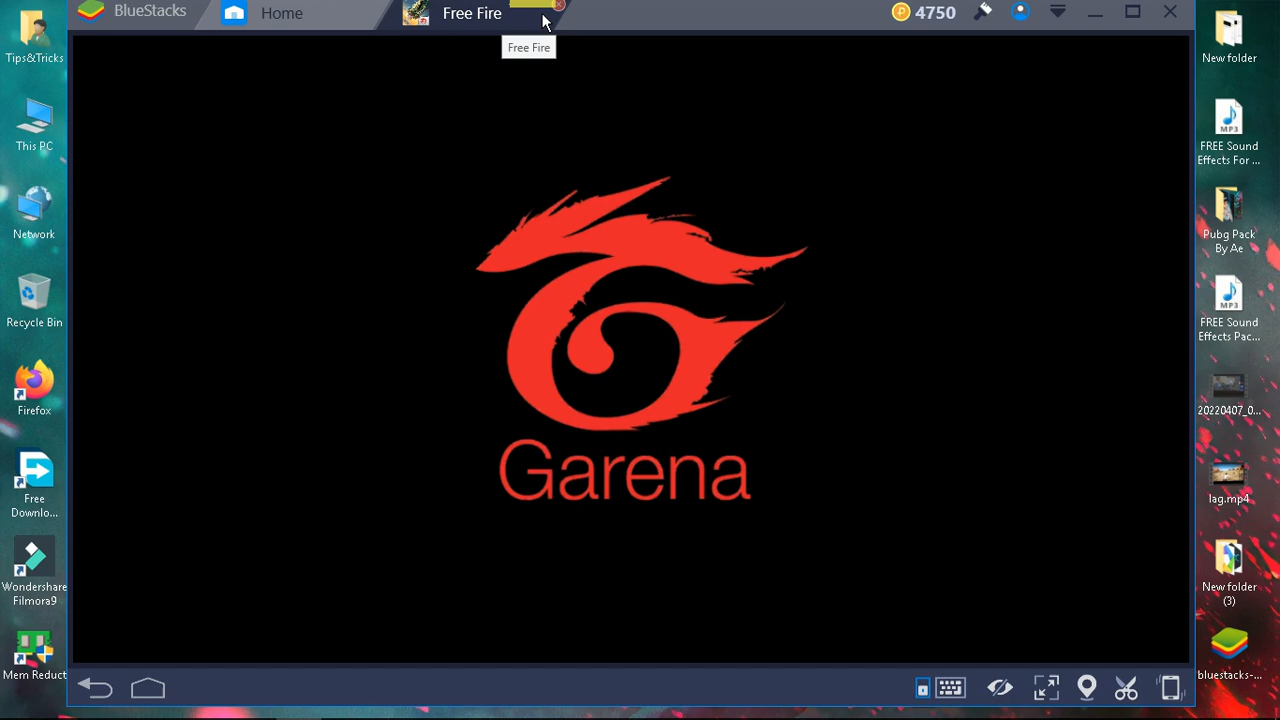 BlueStacks
Home
Free Fire
4750
Free Fire
Tips&Tricks
This PC
Network
Recycle Bin
Firefox
Free
Downlo...
Wondershare
Filmora9
Mem Reduct
Garena
New folder
MP3
FREE Sound
Effects For ...
Pubg Pack
By Ae
MP3
FREE Sound
Effects Pac...
20220407_0...
lag.mp4
New folder
(3)
bluestacks-...